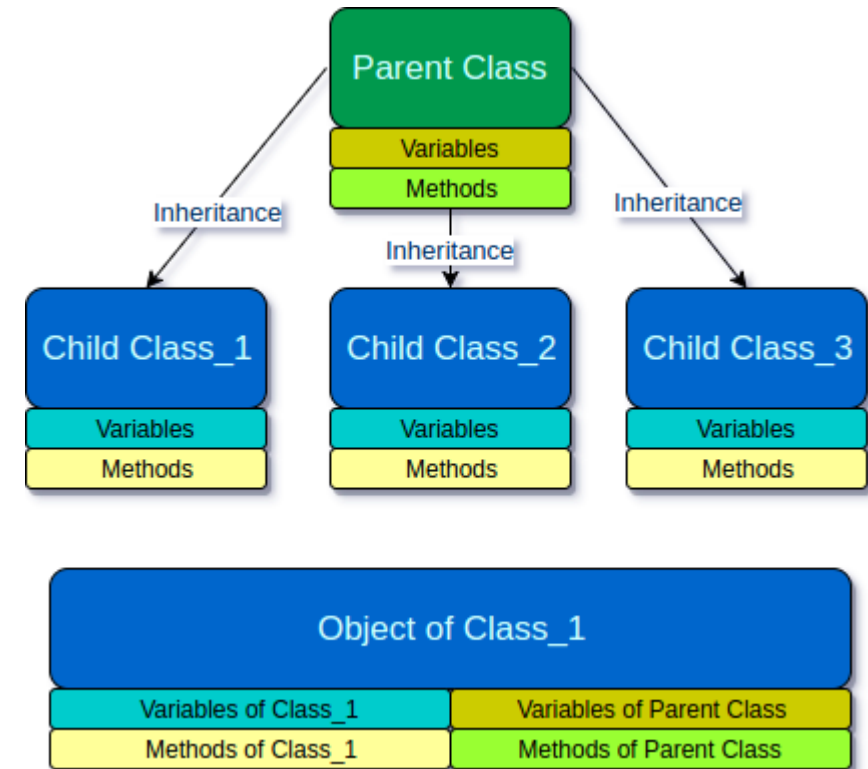 Parent Class
Variables
Methods
Inheritance
Inheritance
Inheritance
Child Class_1
Variables
Methods
Child Class_2
Variables
Methods
Child Class_3
Variables
Methods
Object of Class_1
Variables of Class_1
Variables of Parent Class
Methods of Class_1
Methods of Parent Class